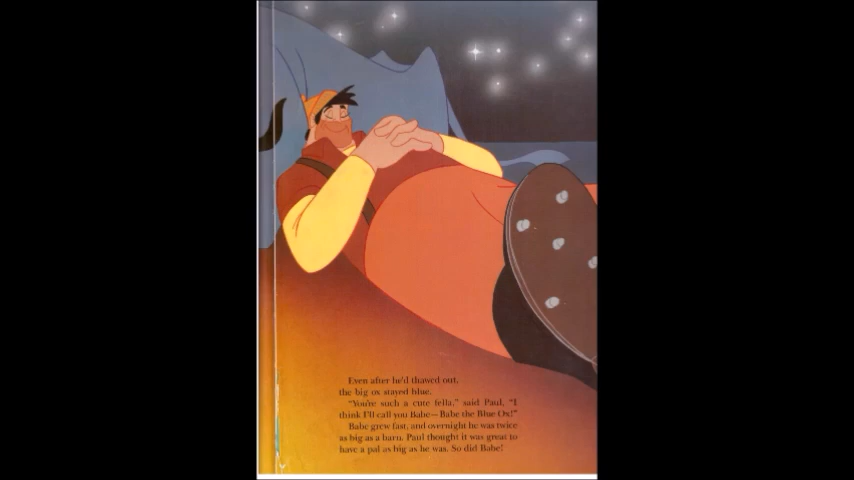 Even after he'd thawed out,
the big ox stayed blue.
"You're such a cute fella," said Paul, "I
think I'll call you Babe—Babe the Blue Ox!"
Babe grew fast, and overnight he was twice
as big as a barn. Paul thought it was great to
have a pal as big as he was. So did Babe!